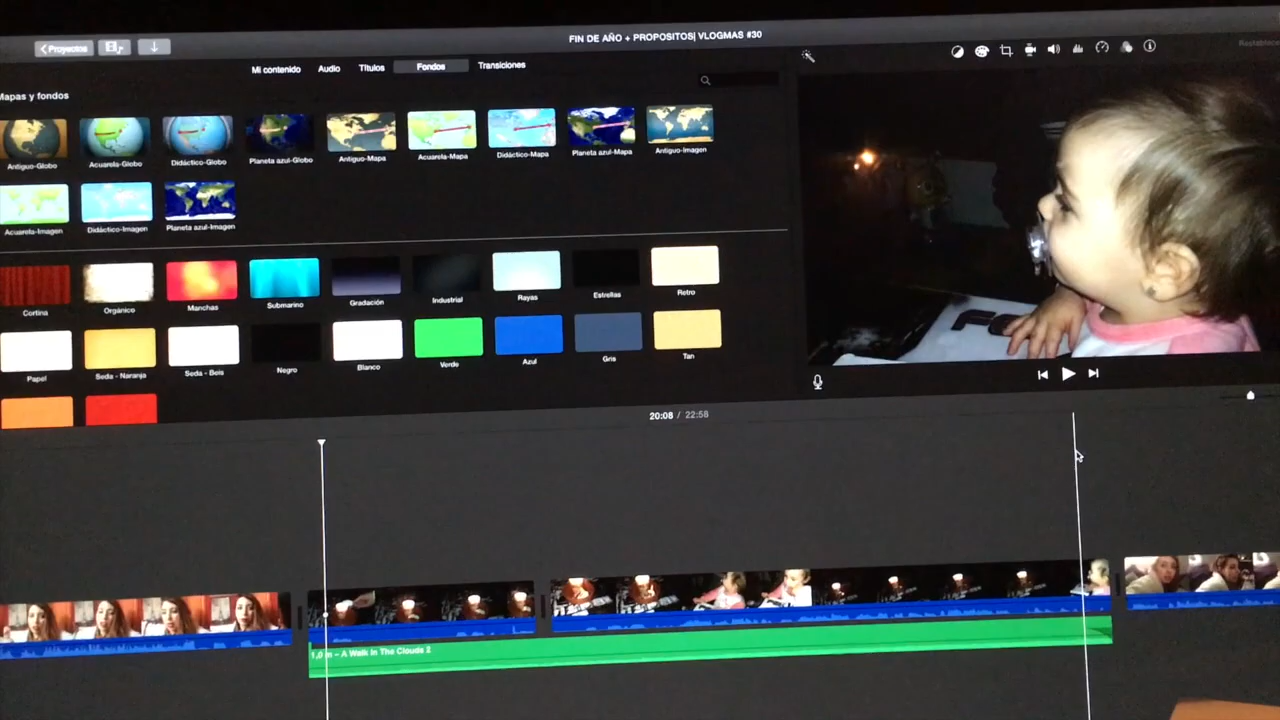 FIN DE AÑO + PROPOSITOS| VLOGMAS #30
Proyectos
Restablece
Mi contenido Audio Títulos Fondos Transiciones
Mapas y fondos
Antiguo-Globo Acuarela-Globo Didáctico-Globo Planeta azul-Globo Antiguo-Mapa Acuarela-Mapa Didáctico-Mapa Planeta azul-Mapa Antiguo-Imagen
Acuarela-Imagen Didáctico-Imagen Planeta azul-Imagen
Cortina Orgánico Manchas Submarino Gradación Industrial Rayas Estrellas Retro
Papel Seda - Naranja Seda - Beis Negro Blanco Verde Azul Gris Tan
20:08 / 22:58
1,0 m – A Walk In The Clouds 2